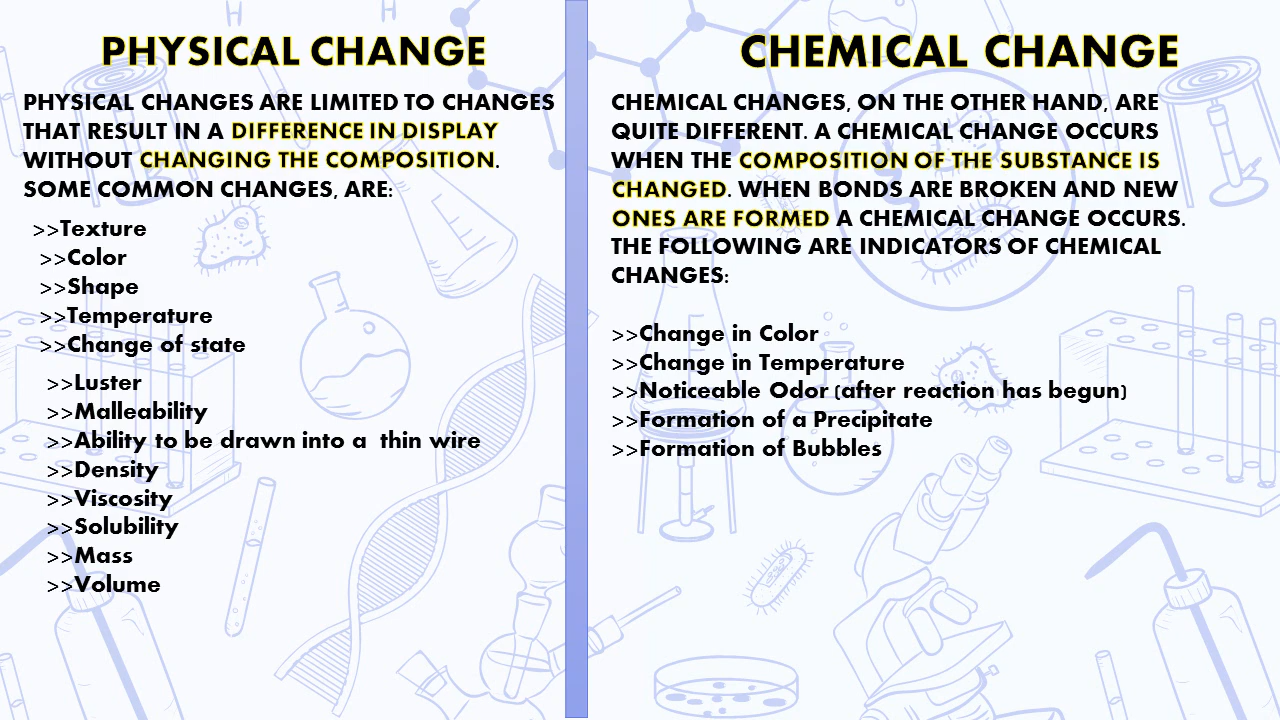 PHYSICAL CHANGE
PHYSICAL CHANGES ARE LIMITED TO CHANGES
THAT RESULT IN A DIFFERENCE IN DISPLAY
WITHOUT CHANGING THE COMPOSITION.
SOME COMMON CHANGES, ARE:
>>Texture
>>Color
>>Shape
>>Temperature
>>Change of state
>>Luster
>>Malleability
>>Ability to be drawn into a thin wire
>>Density
>>Viscosity
>>Solubility
>>Mass
>>Volume
CHEMICAL CHANGE
CHEMICAL CHANGES, ON THE OTHER HAND, ARE
QUITE DIFFERENT. A CHEMICAL CHANGE OCCURS
WHEN THE COMPOSITION OF THE SUBSTANCE IS
CHANGED. WHEN BONDS ARE BROKEN AND NEW
ONES ARE FORMED A CHEMICAL CHANGE OCCURS.
THE FOLLOWING ARE INDICATORS OF CHEMICAL
CHANGES:
>>Change in Color
>>Change in Temperature
>>Noticeable Odor (after reaction has begun)
>>Formation of a Precipitate
>>Formation of Bubbles